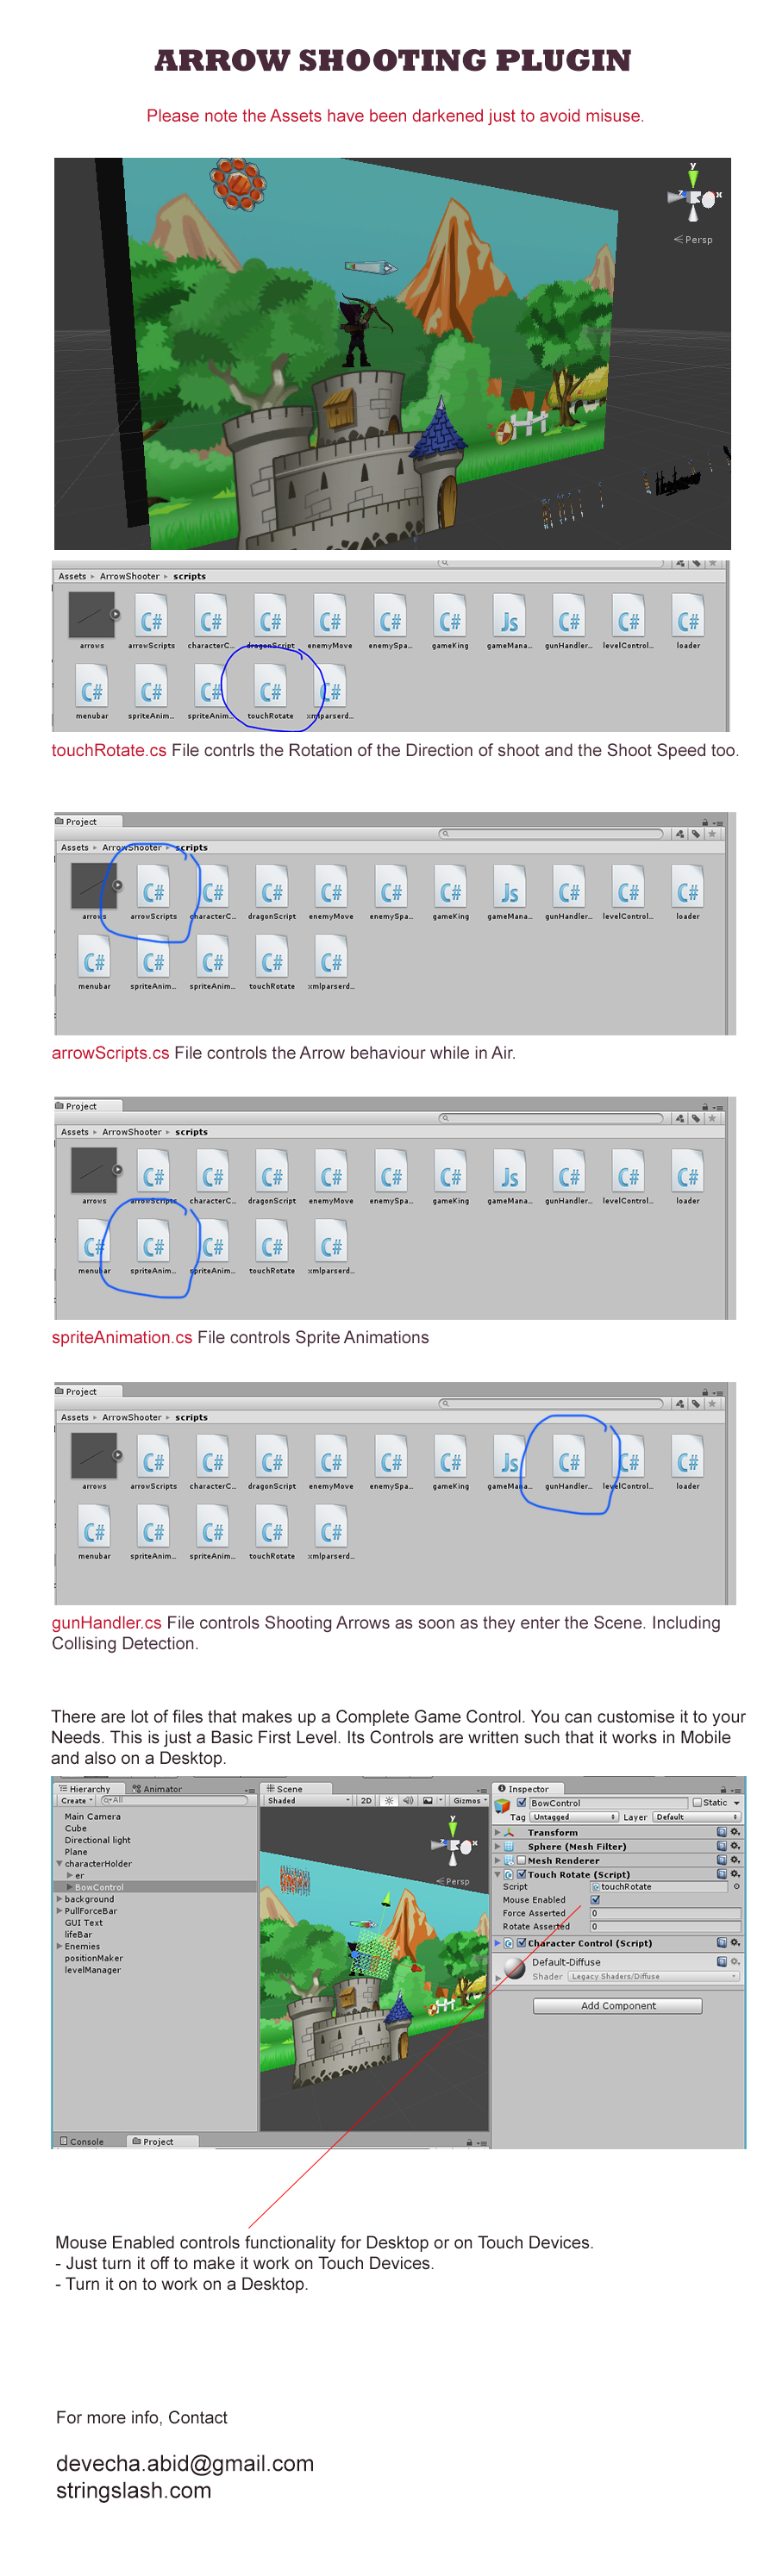 ARROW SHOOTING PLUGIN
Please note the Assets have been darkened just to avoid misuse.
y
z
x
Persp
Assets ▸ ArrowShooter ▸ scripts
arrows arrowScripts characterC... dragonScript enemyMove enemySpa... gameKing gameMana... gunHandler... levelControl... loader
menubar spriteAnim... spriteAnim... touchRotate xmlparserd...
touchRotate.cs File contrls the Rotation of the Direction of shoot and the Shoot Speed too.
Project
Assets ▸ ArrowShooter ▸ scripts
arrows arrowScripts characterC... dragonScript enemyMove enemySpa... gameKing gameMana... gunHandler... levelControl... loader
menubar spriteAnim... spriteAnim... touchRotate xmlparserd...
arrowScripts.cs File controls the Arrow behaviour while in Air.
Project
Assets ▸ ArrowShooter ▸ scripts
arrows arrowScripts characterC... dragonScript enemyMove enemySpa... gameKing gameMana... gunHandler... levelControl... loader
menubar spriteAnim... spriteAnim... touchRotate xmlparserd...
spriteAnimation.cs File controls Sprite Animations
Project
Assets ▸ ArrowShooter ▸ scripts
arrows arrowScripts characterC... dragonScript enemyMove enemySpa... gameKing gameMana... gunHandler... levelControl... loader
menubar spriteAnim... spriteAnim... touchRotate xmlparserd...
gunHandler.cs File controls Shooting Arrows as soon as they enter the Scene. Including
Collising Detection.
There are lot of files that makes up a Complete Game Control. You can customise it to your
Needs. This is just a Basic First Level. Its Controls are written such that it works in Mobile
and also on a Desktop.
Hierarchy Animator
Create All
Main Camera
Cube
Directional light
Plane
characterHolder
er
BowControl
background
PullForceBar
GUI Text
lifeBar
Enemies
positionMaker
levelManager
Scene
Shaded 2D Gizmos
y
x
Persp
Inspector
BowControl Static
Tag Untagged Layer Default
Transform
Sphere (Mesh Filter)
Mesh Renderer
Touch Rotate (Script)
Script touchRotate
Mouse Enabled
Force Asserted 0
Rotate Asserted 0
Character Control (Script)
Default-Diffuse
Shader Legacy Shaders/Diffuse
Add Component
Console Project
Mouse Enabled controls functionality for Desktop or on Touch Devices.
- Just turn it off to make it work on Touch Devices.
- Turn it on to work on a Desktop.
For more info, Contact
devecha.abid@gmail.com
stringslash.com